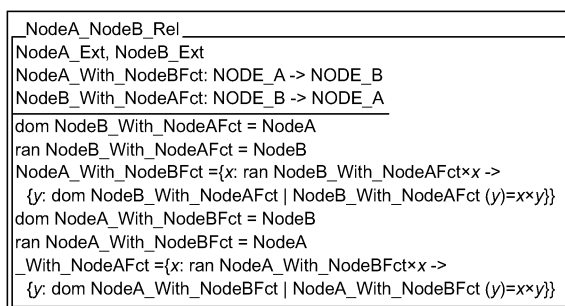 _NodeA_NodeB_Rel
NodeA_Ext, NodeB_Ext
NodeA_With_NodeBFct: NODE_A -> NODE_B
NodeB_With_NodeAFct: NODE_B -> NODE_A
dom NodeB_With_NodeAFct = NodeA
ran NodeB_With_NodeAFct = NodeB
NodeA_With_NodeBFct ={x: ran NodeB_With_NodeAFct×x ->
{y: dom NodeB_With_NodeAFct | NodeB_With_NodeAFct (y)=x×y}}
dom NodeA_With_NodeBFct = NodeB
ran NodeA_With_NodeBFct = NodeA
_With_NodeAFct ={x: ran NodeA_With_NodeBFct×x ->
{y: dom NodeA_With_NodeBFct | NodeA_With_NodeBFct (y)=x×y}}